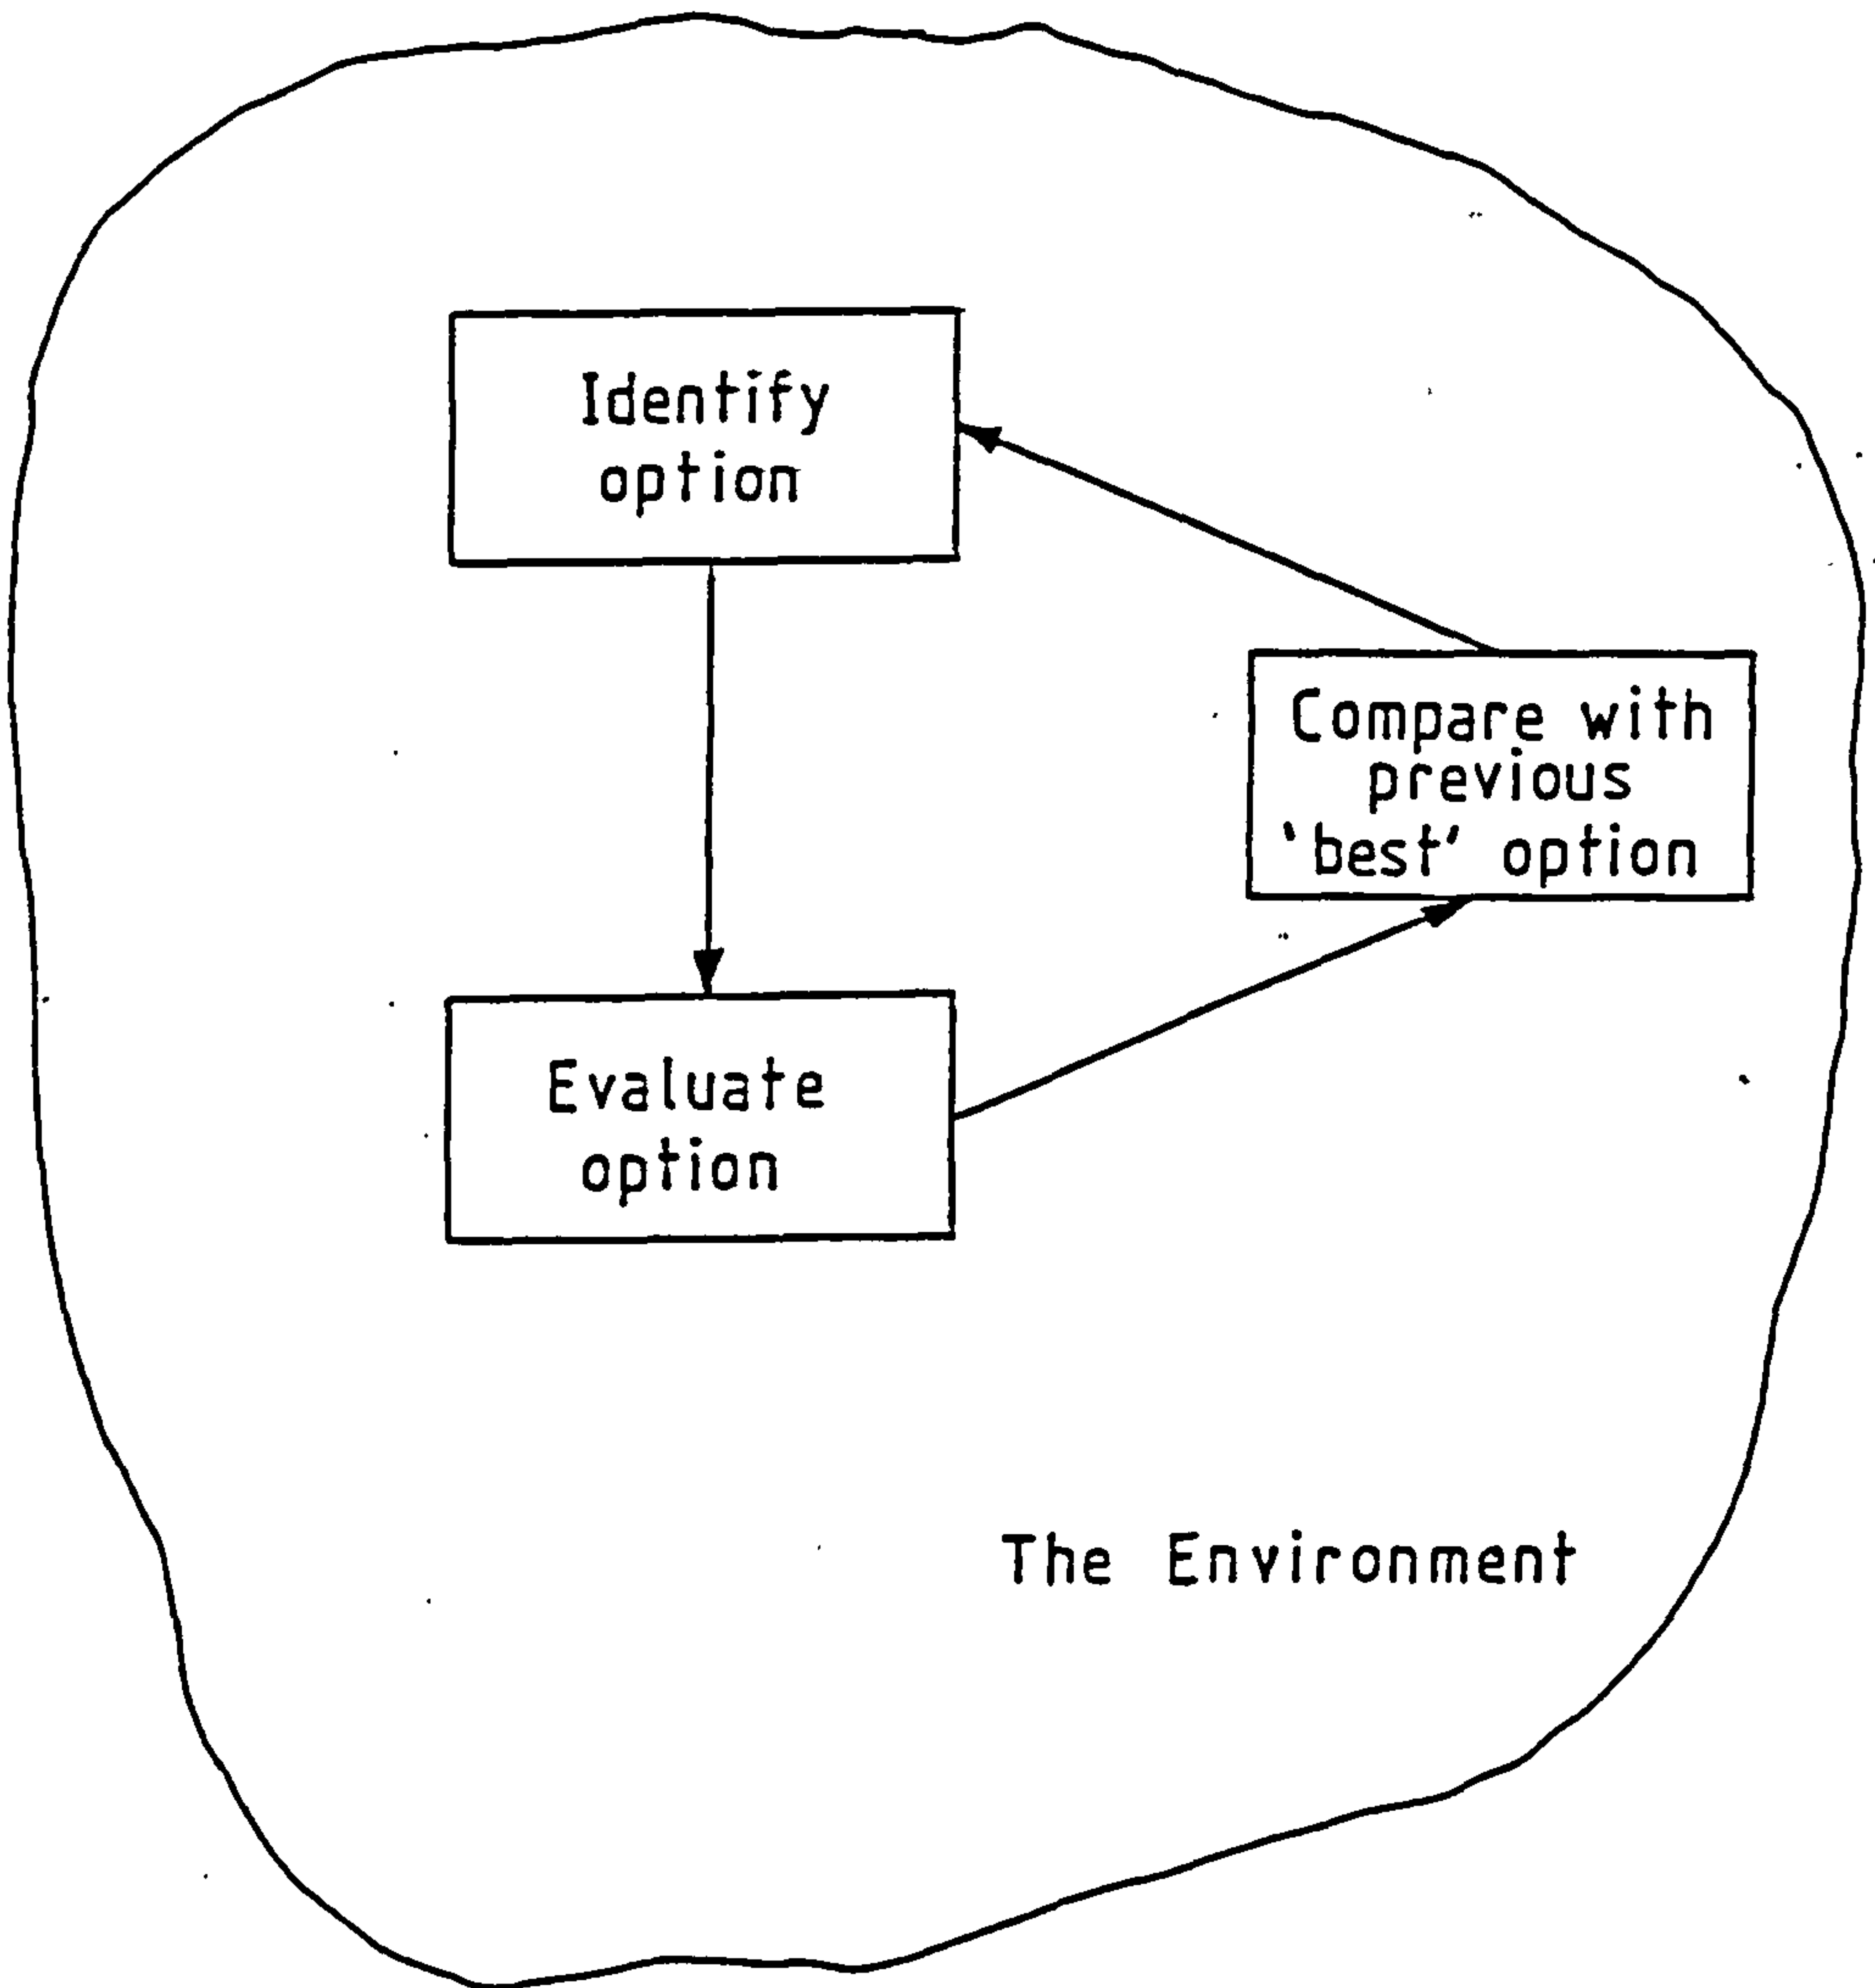 Identify
option
Compare with
previous
'best' option
Evaluate
option
The Environment